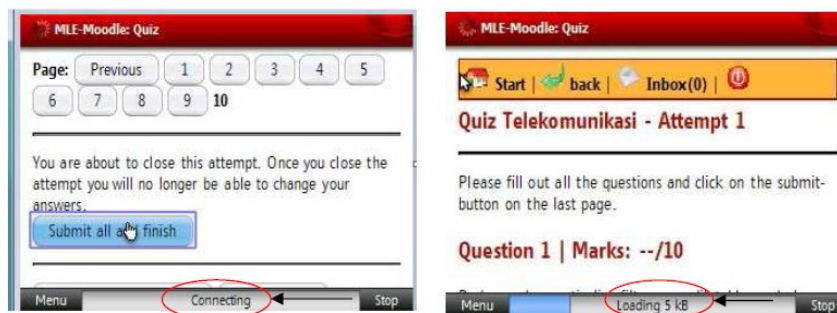 MLE-Moodle: Quiz
Page: Previous 1 2 3 4 5
6 7 8 9 10
You are about to close this attempt. Once you close the
attempt you will no longer be able to change your
answers.
Submit all and finish
Menu Connecting Stop
MLE-Moodle: Quiz
Start | back | Inbox(0) |
Quiz Telekomunikasi - Attempt 1
Please fill out all the questions and click on the submit-
button on the last page.
Question 1 | Marks: --/10
Menu Loading 5 kB Stop